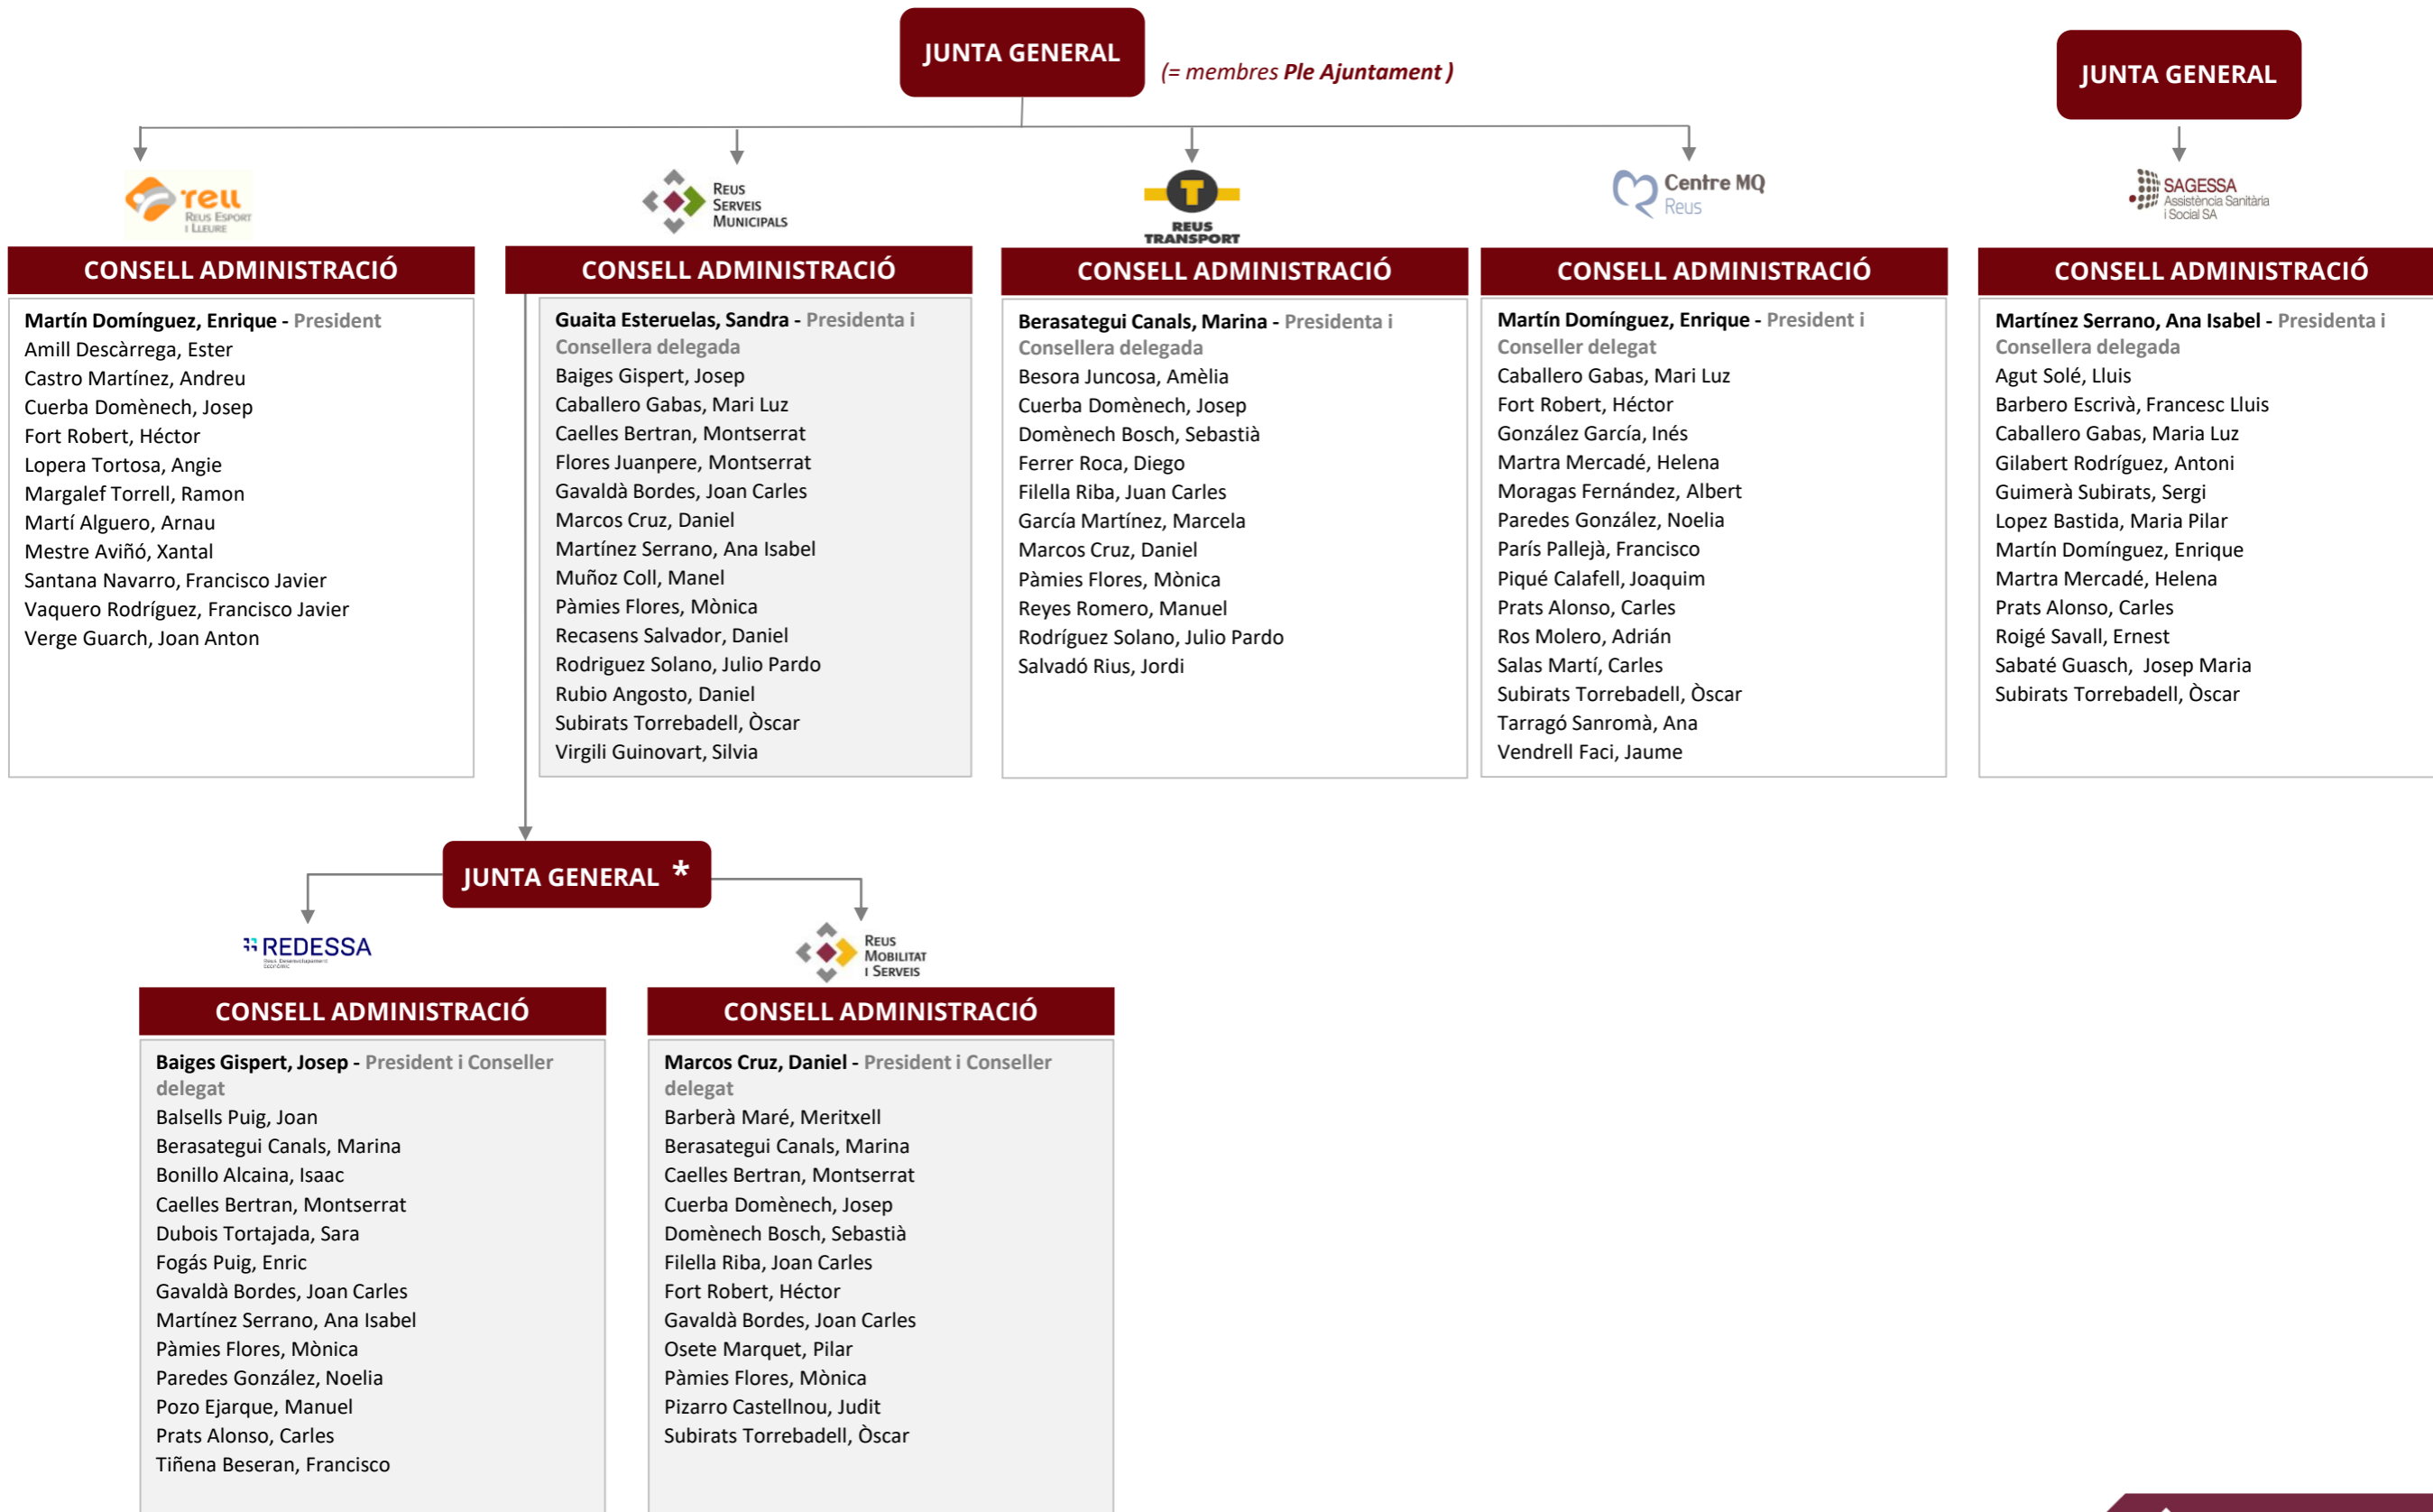 JUNTA GENERAL
(= membres Ple Ajuntament )
JUNTA GENERAL
rell
REUS ESPORT
I LLEURE
REUS
SERVEIS
MUNICIPALS
T
REUS
TRANSPORT
Centre MQ
Reus
SAGESSA
Assistència Sanitària
i Social SA
CONSELL ADMINISTRACIÓ
Martín Domínguez, Enrique - President
Amill Descàrrega, Ester
Castro Martínez, Andreu
Cuerba Domènech, Josep
Fort Robert, Héctor
Lopera Tortosa, Angie
Margalef Torrell, Ramon
Martí Alguero, Arnau
Mestre Aviñó, Xantal
Santana Navarro, Francisco Javier
Vaquero Rodríguez, Francisco Javier
Verge Guarch, Joan Anton
CONSELL ADMINISTRACIÓ
Guaita Esteruelas, Sandra - Presidenta i
Consellera delegada
Baiges Gispert, Josep
Caballero Gabas, Mari Luz
Caelles Bertran, Montserrat
Flores Juanpere, Montserrat
Gavaldà Bordes, Joan Carles
Marcos Cruz, Daniel
Martínez Serrano, Ana Isabel
Muñoz Coll, Manel
Pàmies Flores, Mònica
Recasens Salvador, Daniel
Rodriguez Solano, Julio Pardo
Rubio Angosto, Daniel
Subirats Torrebadell, Òscar
Virgili Guinovart, Silvia
CONSELL ADMINISTRACIÓ
Berasategui Canals, Marina - Presidenta i
Consellera delegada
Besora Juncosa, Amèlia
Cuerba Domènech, Josep
Domènech Bosch, Sebastià
Ferrer Roca, Diego
Filella Riba, Juan Carles
García Martínez, Marcela
Marcos Cruz, Daniel
Pàmies Flores, Mònica
Reyes Romero, Manuel
Rodríguez Solano, Julio Pardo
Salvadó Rius, Jordi
CONSELL ADMINISTRACIÓ
Martín Domínguez, Enrique - President i
Conseller delegat
Caballero Gabas, Mari Luz
Fort Robert, Héctor
González García, Inés
Martra Mercadé, Helena
Moragas Fernández, Albert
Paredes González, Noelia
París Pallejà, Francisco
Piqué Calafell, Joaquim
Prats Alonso, Carles
Ros Molero, Adrián
Salas Martí, Carles
Subirats Torrebadell, Òscar
Tarragó Sanromà, Ana
Vendrell Faci, Jaume
CONSELL ADMINISTRACIÓ
Martínez Serrano, Ana Isabel - Presidenta i
Consellera delegada
Agut Solé, Lluis
Barbero Escrivà, Francesc Lluis
Caballero Gabas, Maria Luz
Gilabert Rodríguez, Antoni
Guimerà Subirats, Sergi
Lopez Bastida, Maria Pilar
Martín Domínguez, Enrique
Martra Mercadé, Helena
Prats Alonso, Carles
Roigé Savall, Ernest
Sabaté Guasch, Josep Maria
Subirats Torrebadell, Òscar
JUNTA GENERAL *
REDESSA
Reus Desenvolupament
Econòmic
REUS
MOBILITAT
I SERVEIS
CONSELL ADMINISTRACIÓ
Baiges Gispert, Josep - President i Conseller
delegat
Balsells Puig, Joan
Berasategui Canals, Marina
Bonillo Alcaina, Isaac
Caelles Bertran, Montserrat
Dubois Tortajada, Sara
Fogás Puig, Enric
Gavaldà Bordes, Joan Carles
Martínez Serrano, Ana Isabel
Pàmies Flores, Mònica
Paredes González, Noelia
Pozo Ejarque, Manuel
Prats Alonso, Carles
Tiñena Beseran, Francisco
CONSELL ADMINISTRACIÓ
Marcos Cruz, Daniel - President i Conseller
delegat
Barberà Maré, Meritxell
Berasategui Canals, Marina
Caelles Bertran, Montserrat
Cuerba Domènech, Josep
Domènech Bosch, Sebastià
Filella Riba, Joan Carles
Fort Robert, Héctor
Gavaldà Bordes, Joan Carles
Osete Marquet, Pilar
Pàmies Flores, Mònica
Pizarro Castellnou, Judit
Subirats Torrebadell, Òscar